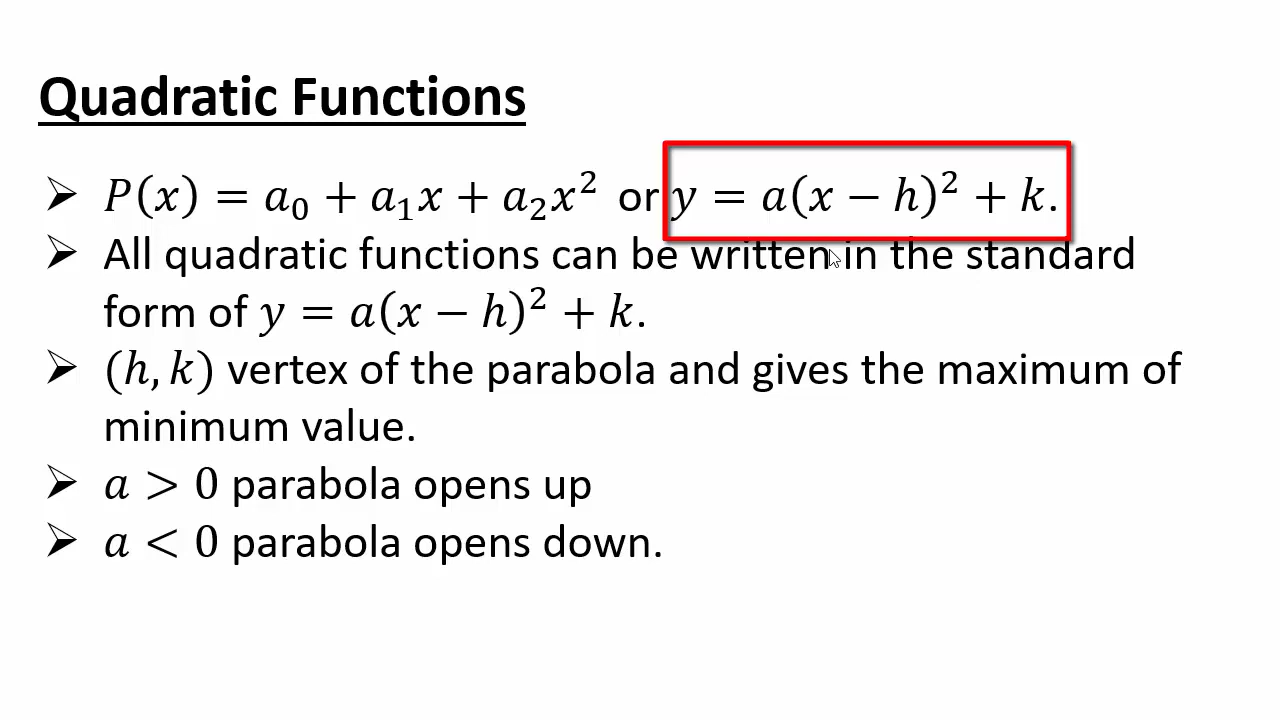 Quadratic Functions
➢ P(x) = a₀ + a₁x + a₂x² or y = a(x − h)² + k.
➢ All quadratic functions can be written in the standard
form of y = a(x − h)² + k.
➢ (h, k) vertex of the parabola and gives the maximum of
minimum value.
➢ a > 0 parabola opens up
➢ a < 0 parabola opens down.